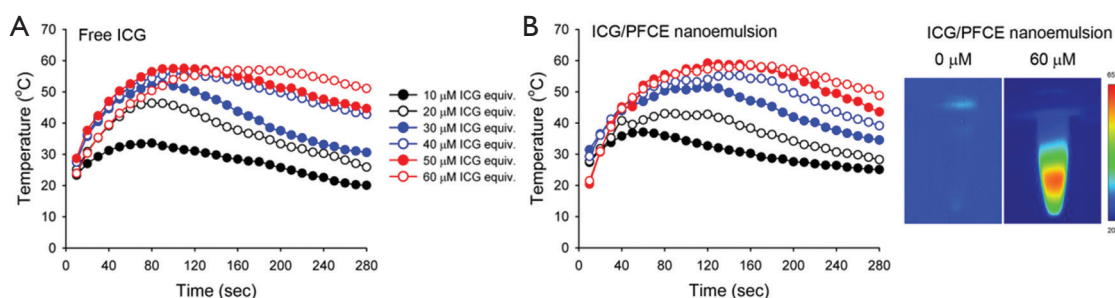 A
Free ICG
Temperature (°C)
70
60
50
40
30
20
10
0
0 40 80 120 160 200 240 280
Time (sec)
10 μM ICG equiv.
20 μM ICG equiv.
30 μM ICG equiv.
40 μM ICG equiv.
50 μM ICG equiv.
60 μM ICG equiv.
B
ICG/PFCE nanoemulsion
Temperature (°C)
70
60
50
40
30
20
10
0
0 40 80 120 160 200 240 280
Time (sec)
ICG/PFCE nanoemulsion
0 μM 60 μM
65
20